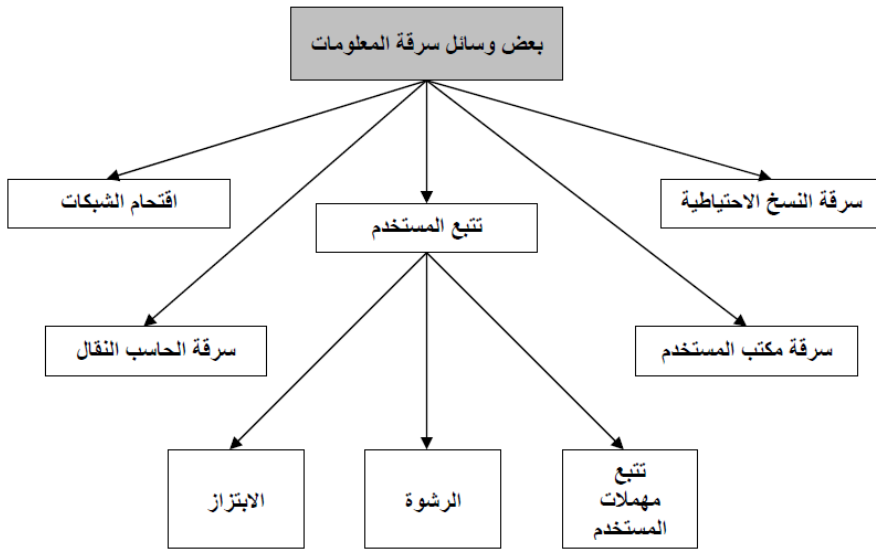 بعض وسائل سرقة المعلومات
سرقة النسخ الاحتياطية
اقتحام الشبكات
تتبع المستخدم
سرقة مكتب المستخدم
سرقة الحاسب النقال
تتبع
مهملات
المستخدم
الرشوة
الابتزاز